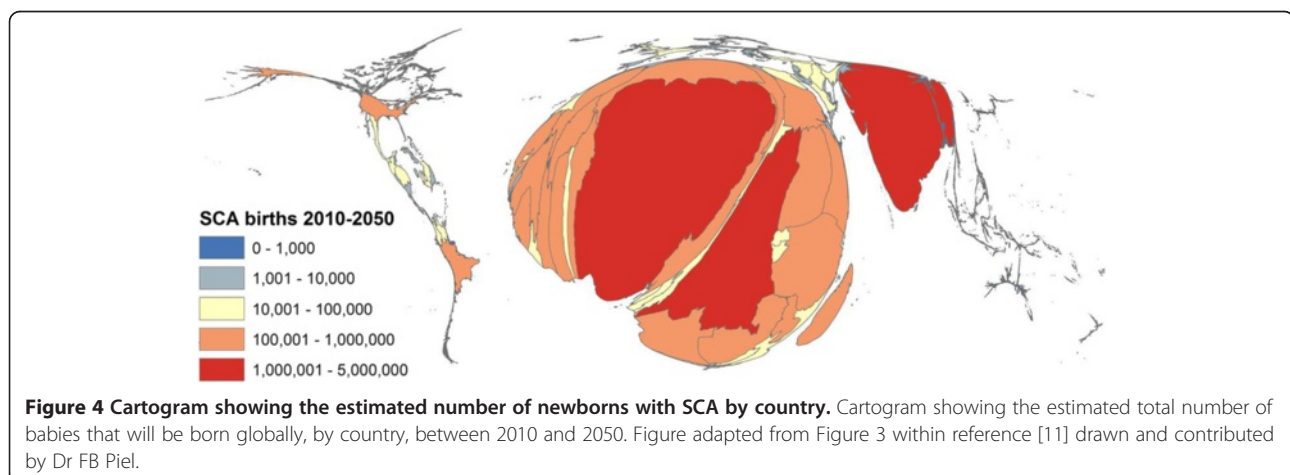 SCA births 2010-2050
0 - 1,000
1,001 - 10,000
10,001 - 100,000
100,001 - 1,000,000
1,000,001 - 5,000,000
Figure 4 Cartogram showing the estimated number of newborns with SCA by country. Cartogram showing the estimated total number of
babies that will be born globally, by country, between 2010 and 2050. Figure adapted from Figure 3 within reference [11] drawn and contributed
by Dr FB Piel.